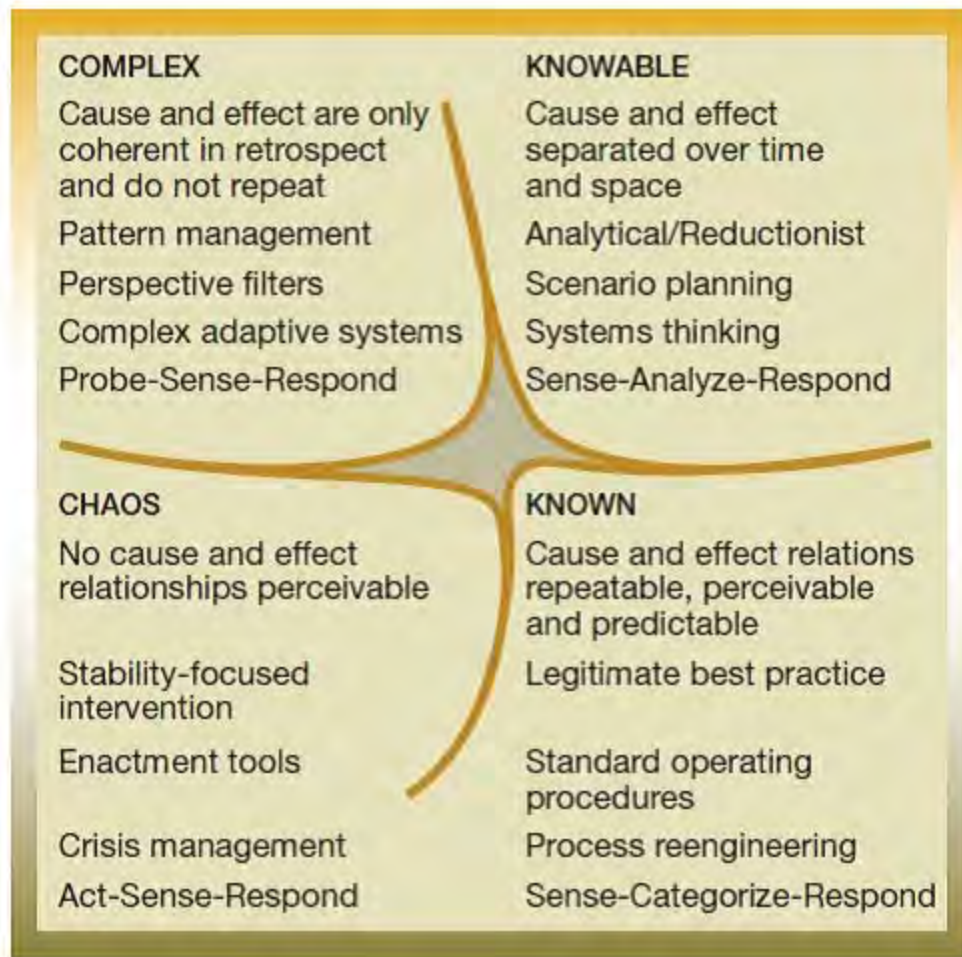 COMPLEX
Cause and effect are only
coherent in retrospect
and do not repeat
Pattern management
Perspective filters
Complex adaptive systems
Probe-Sense-Respond
KNOWABLE
Cause and effect
separated over time
and space
Analytical/Reductionist
Scenario planning
Systems thinking
Sense-Analyze-Respond
CHAOS
No cause and effect
relationships perceivable
Stability-focused
intervention
Enactment tools
Crisis management
Act-Sense-Respond
KNOWN
Cause and effect relations
repeatable, perceivable
and predictable
Legitimate best practice
Standard operating
procedures
Process reengineering
Sense-Categorize-Respond